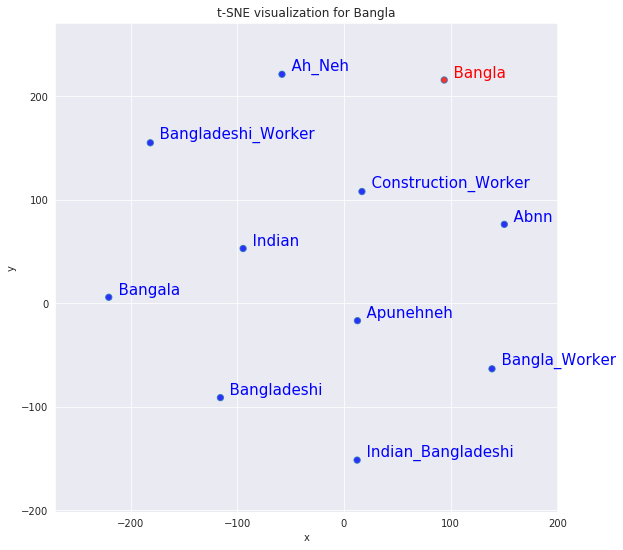 t-SNE visualization for Bangla
Ah_Neh
Bangla
Bangladeshi_Worker
Construction_Worker
Abnn
Indian
Bangala
Apunehneh
Bangla_Worker
Bangladeshi
Indian_Bangladeshi
y
200
100
0
−100
−200
−200
−100
0
100
200
x